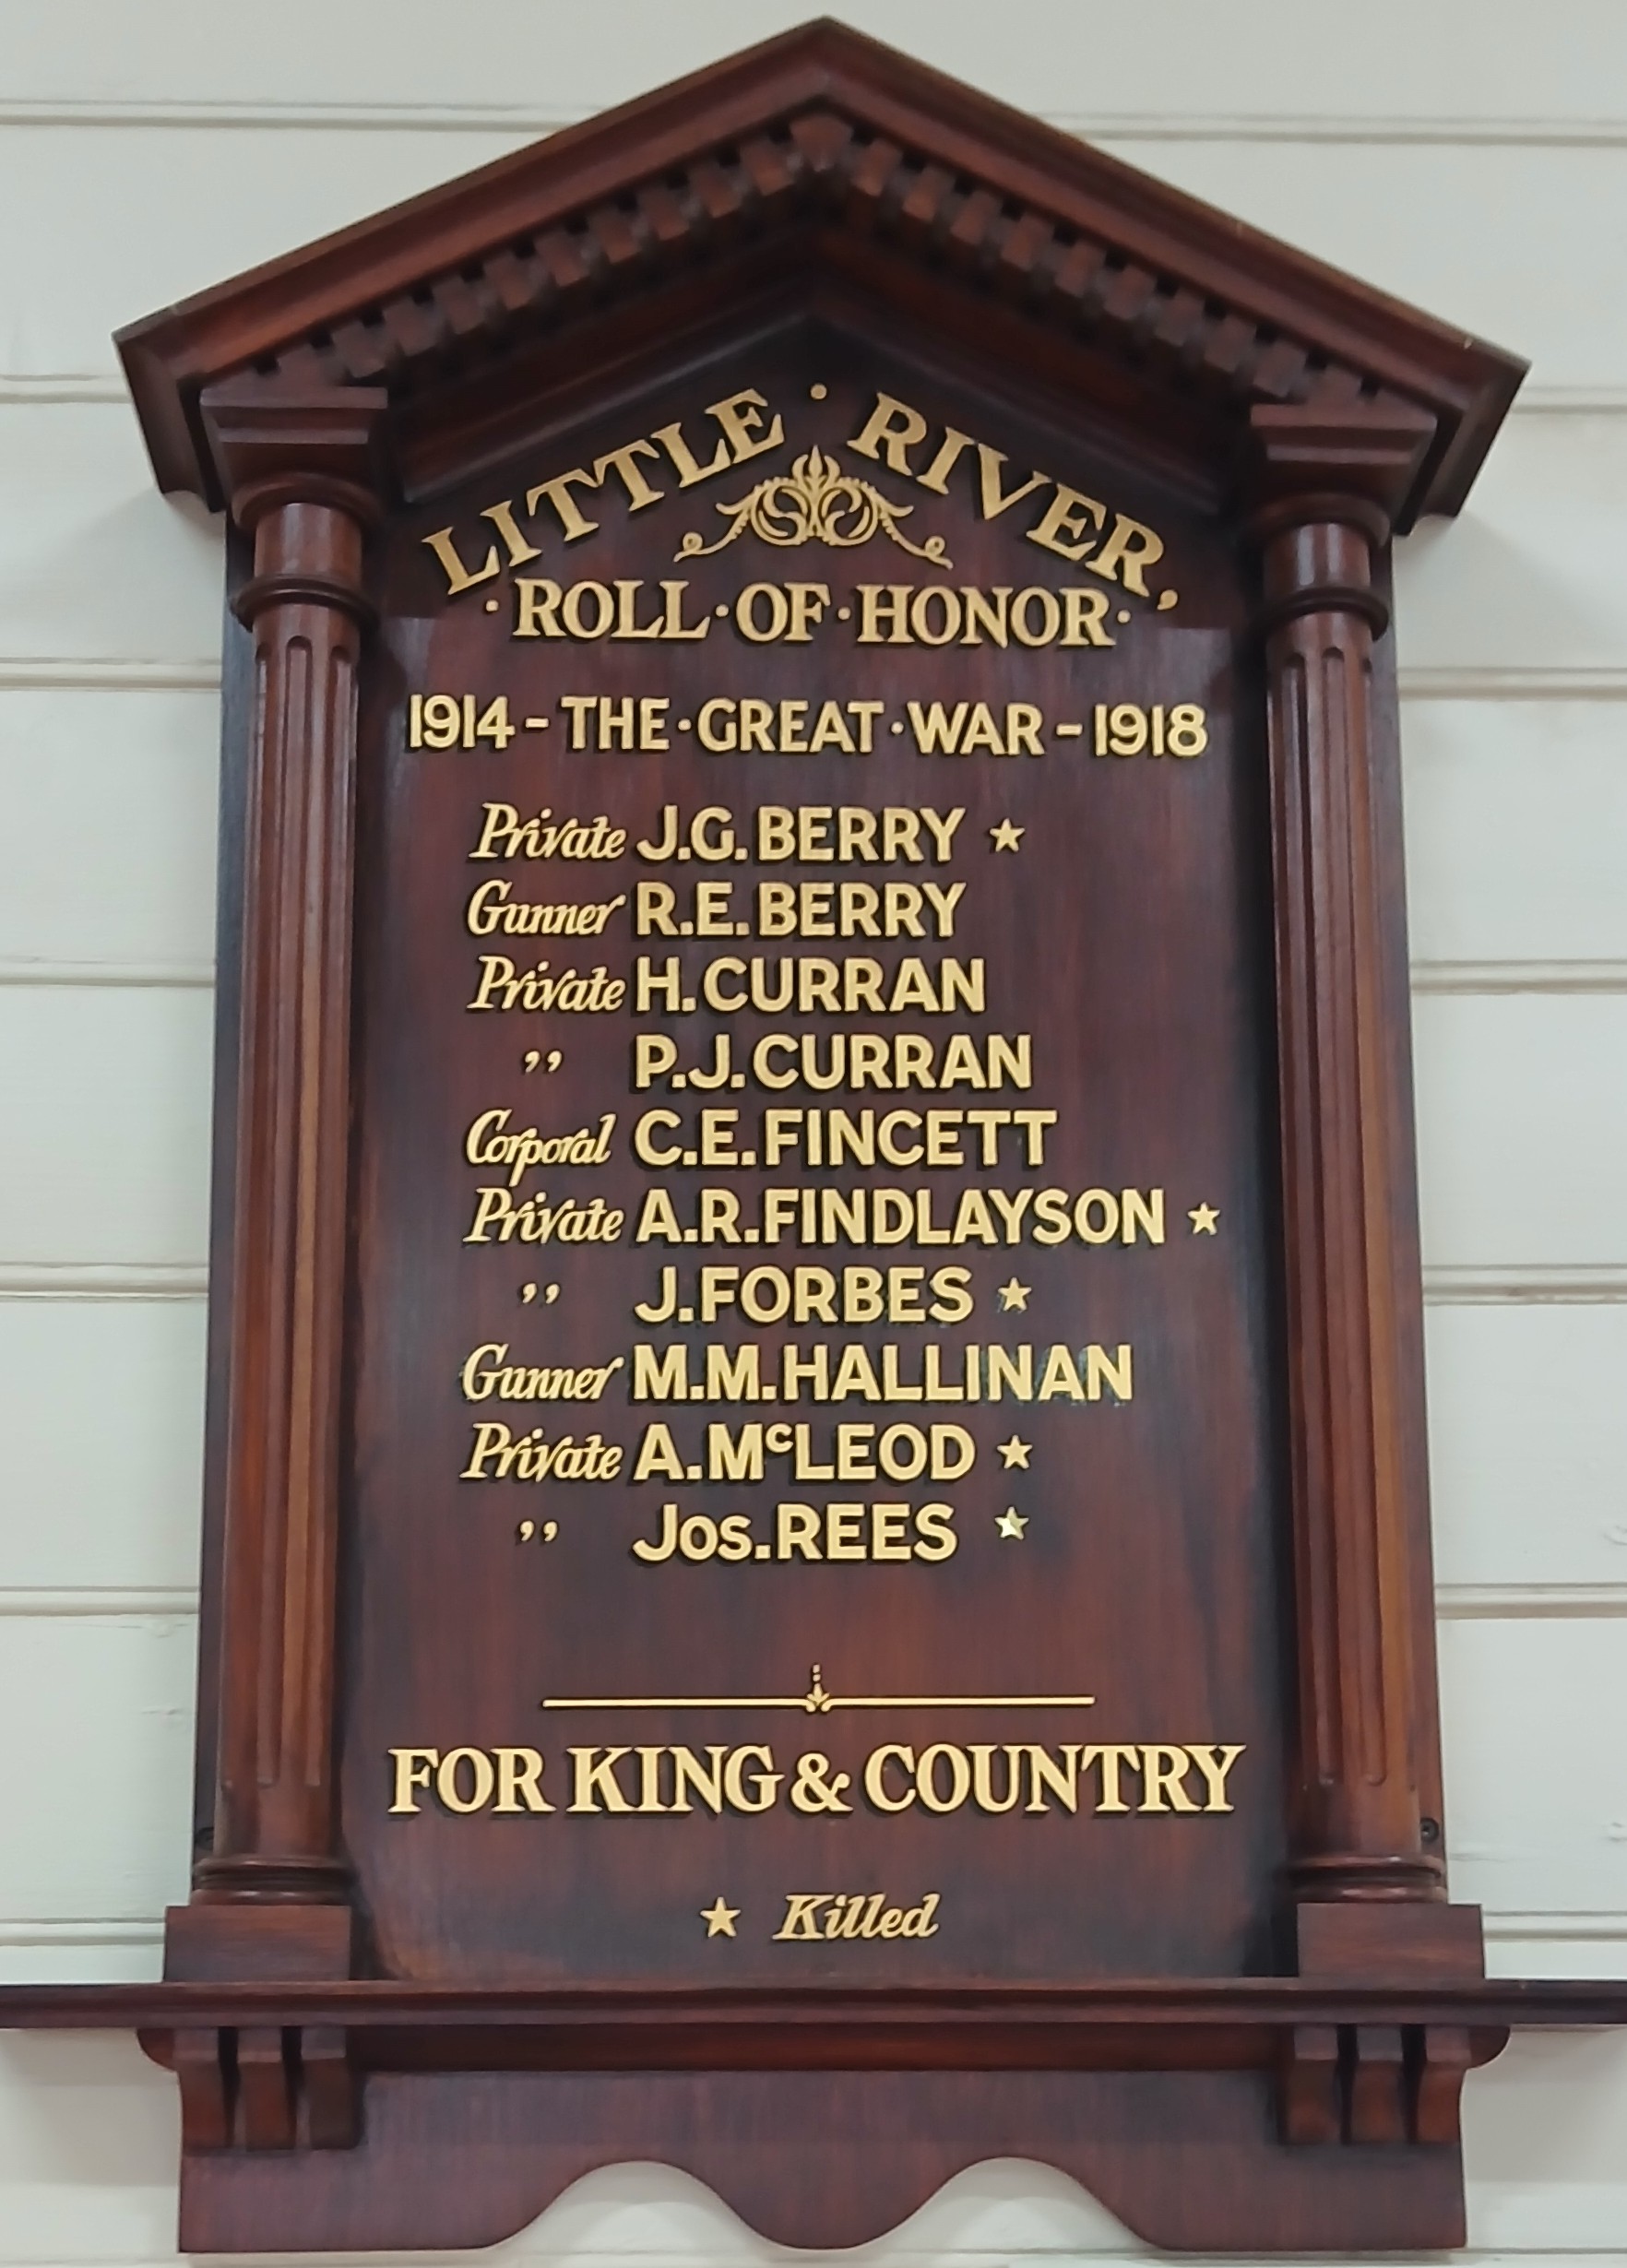 LITTLE · RIVER,
· ROLL · OF · HONOR ·
1914 - THE · GREAT · WAR - 1918
Private J.G. BERRY ★
Gunner R.E. BERRY
Private H. CURRAN
,, P.J. CURRAN
Corporal C.E. FINCETT
Private A.R. FINDLAYSON ★
,, J. FORBES ★
Gunner M.M. HALLINAN
Private A. McLEOD ★
,, Jos. REES ★
FOR KING & COUNTRY
★ Killed